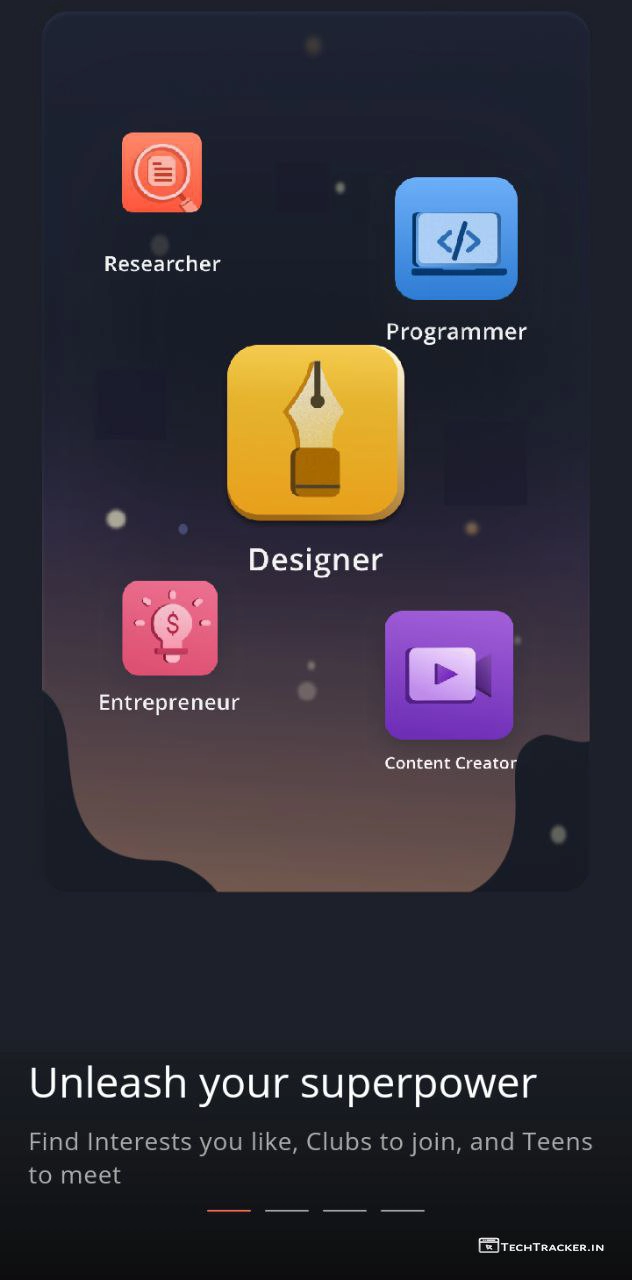 Researcher
Programmer
Designer
$
Entrepreneur
Content Creator
Unleash your superpower
Find Interests you like, Clubs to join, and Teens
to meet
TechTracker.in